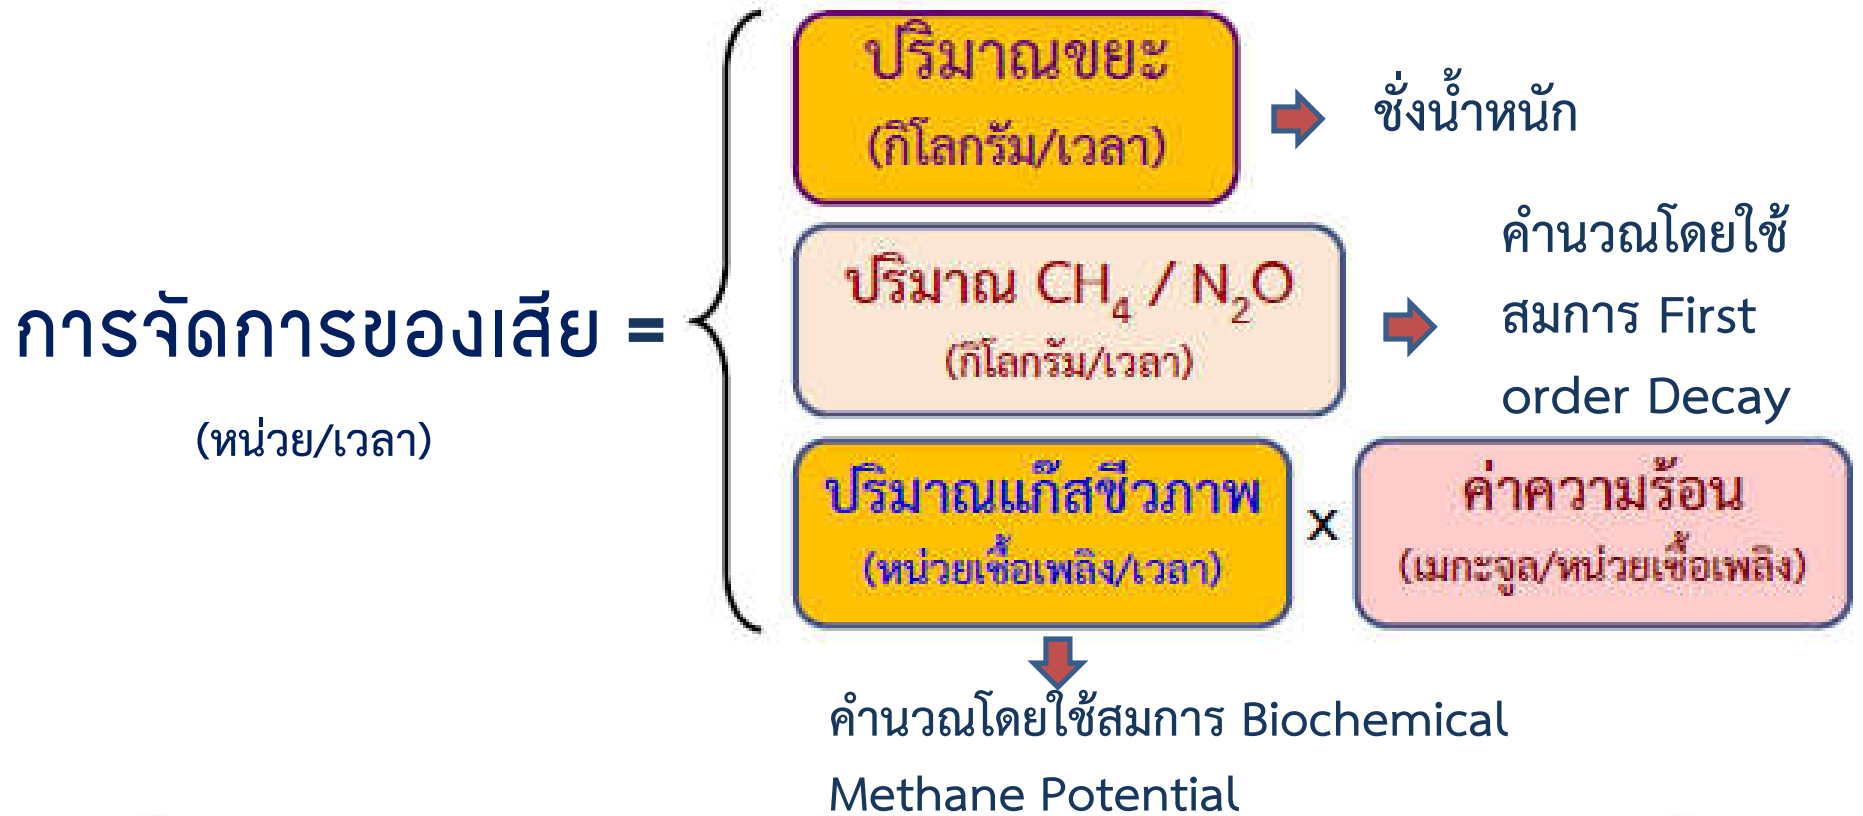 การจัดการของเสีย =
(หน่วย/เวลา)
ปริมาณขยะ
(กิโลกรัม/เวลา)
ชั่งน้ำหนัก
ปริมาณ CH₄ / N₂O
(กิโลกรัม/เวลา)
คำนวณโดยใช้
สมการ First
order Decay
ปริมาณแก๊สชีวภาพ
(หน่วยเชื้อเพลิง/เวลา)
x
ค่าความร้อน
(เมกะจูล/หน่วยเชื้อเพลิง)
คำนวณโดยใช้สมการ Biochemical
Methane Potential